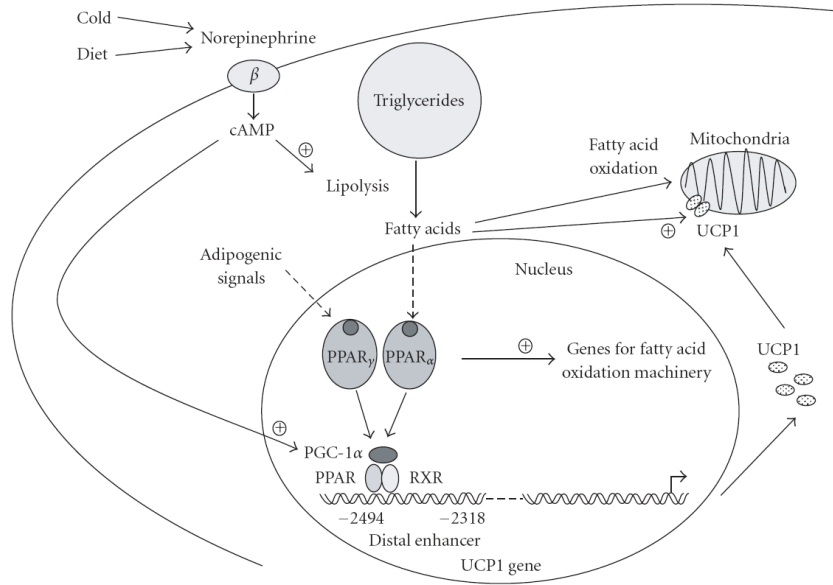 Cold
Diet
Norepinephrine
β
cAMP
⊕
Lipolysis
Triglycerides
Fatty acids
Fatty acid
oxidation
Mitochondria
⊕
UCP1
Adipogenic
signals
Nucleus
PPARγ
PPARα
⊕
Genes for fatty acid
oxidation machinery
UCP1
⊕
PGC-1α
PPAR
RXR
−2494
−2318
Distal enhancer
UCP1 gene